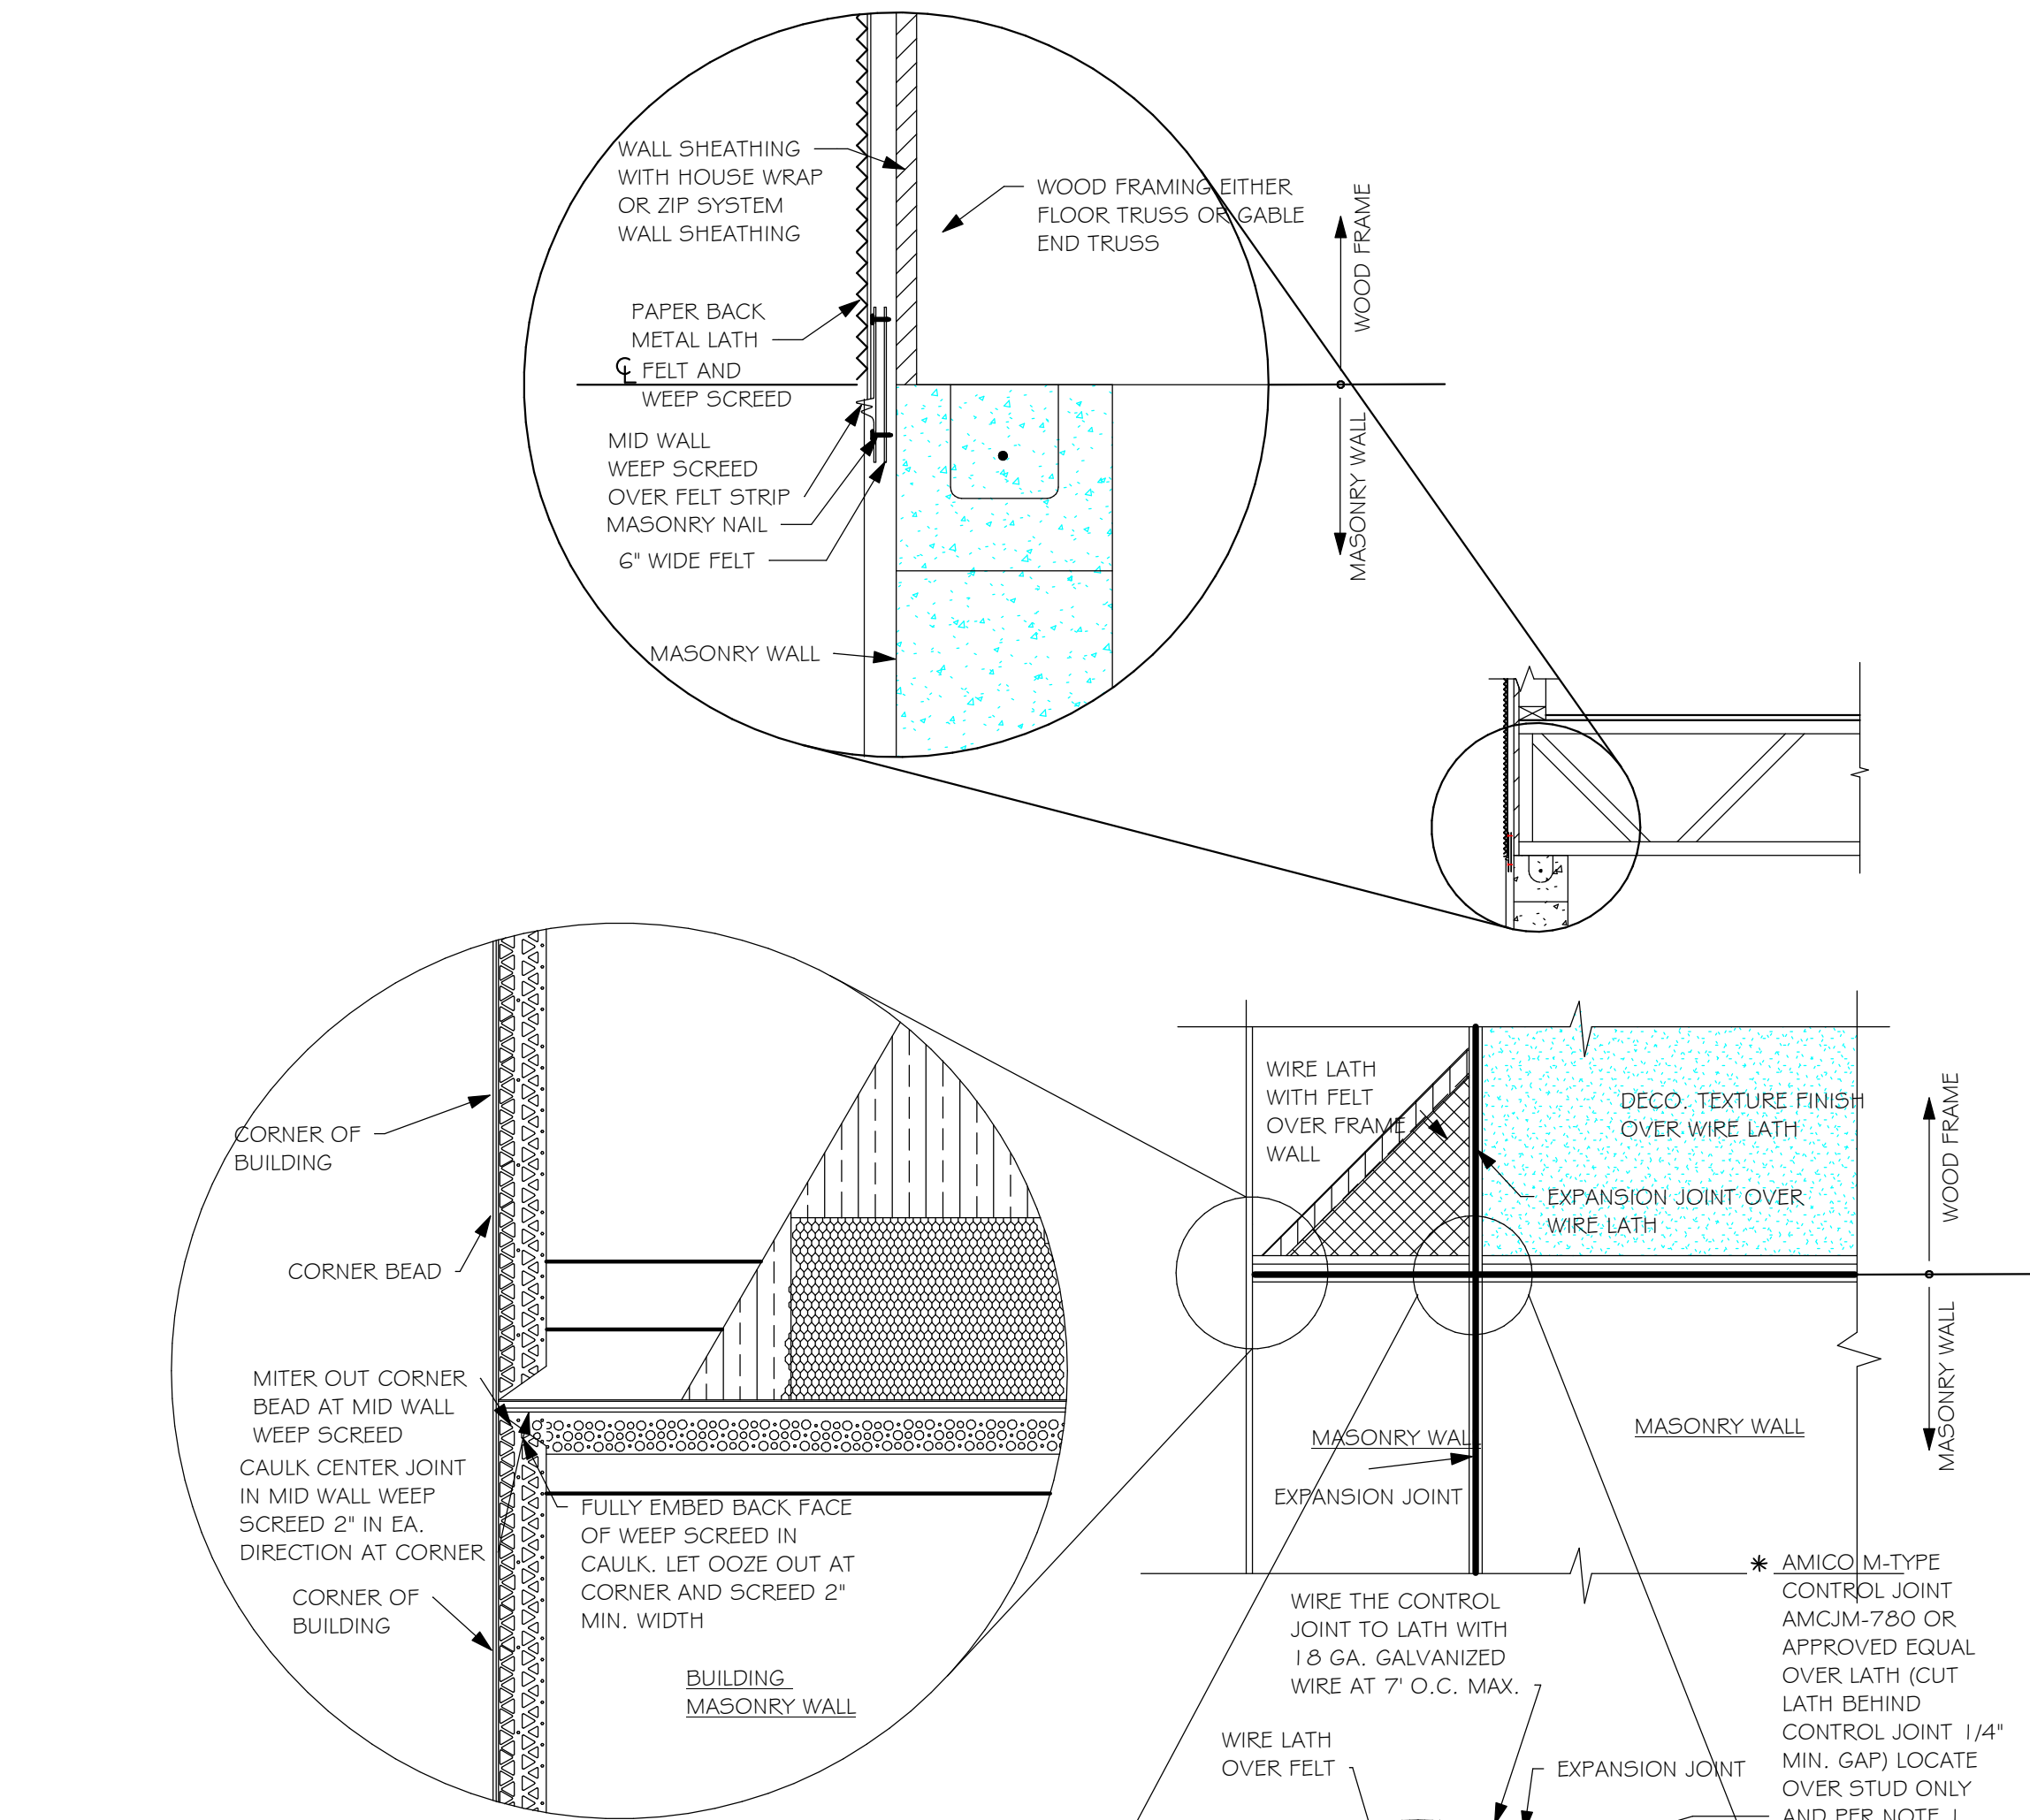 WALL SHEATHING
WITH HOUSE WRAP
OR ZIP SYSTEM
WALL SHEATHING
WOOD FRAMING EITHER
FLOOR TRUSS OR GABLE
END TRUSS
WOOD FRAME
PAPER BACK
METAL LATH
℄ FELT AND
WEEP SCREED
MID WALL
WEEP SCREED
OVER FELT STRIP
MASONRY NAIL
6" WIDE FELT
MASONRY WALL
MASONRY WALL
CORNER OF
BUILDING
CORNER BEAD
MITER OUT CORNER
BEAD AT MID WALL
WEEP SCREED
CAULK CENTER JOINT
IN MID WALL WEEP
SCREED 2" IN EA.
DIRECTION AT CORNER
CORNER OF
BUILDING
FULLY EMBED BACK FACE
OF WEEP SCREED IN
CAULK. LET OOZE OUT AT
CORNER AND SCREED 2"
MIN. WIDTH
BUILDING
MASONRY WALL
WIRE LATH
WITH FELT
OVER FRAME
WALL
DECO. TEXTURE FINISH
OVER WIRE LATH
EXPANSION JOINT OVER
WIRE LATH
WOOD FRAME
MASONRY WALL
MASONRY WALL
MASONRY WALL
EXPANSION JOINT
WIRE THE CONTROL
JOINT TO LATH WITH
18 GA. GALVANIZED
WIRE AT 7' O.C. MAX.
WIRE LATH
OVER FELT
EXPANSION JOINT
* AMICO M-TYPE
CONTROL JOINT
AMCJM-780 OR
APPROVED EQUAL
OVER LATH (CUT
LATH BEHIND
CONTROL JOINT 1/4"
MIN. GAP) LOCATE
OVER STUD ONLY
AND PER NOTE 1